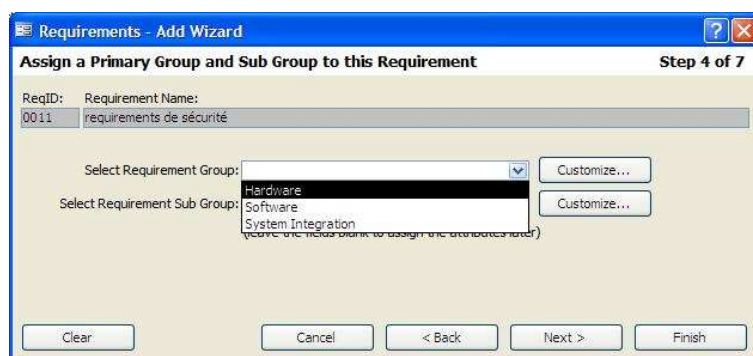 Requirements - Add Wizard
Assign a Primary Group and Sub Group to this Requirement Step 4 of 7
ReqID: Requirement Name:
0011 requirements de sécurité
Select Requirement Group: Customize...
Hardware
Select Requirement Sub Group: Software Customize...
System Integration
(leave the fields blank to assign the attributes later)
Clear Cancel < Back Next > Finish